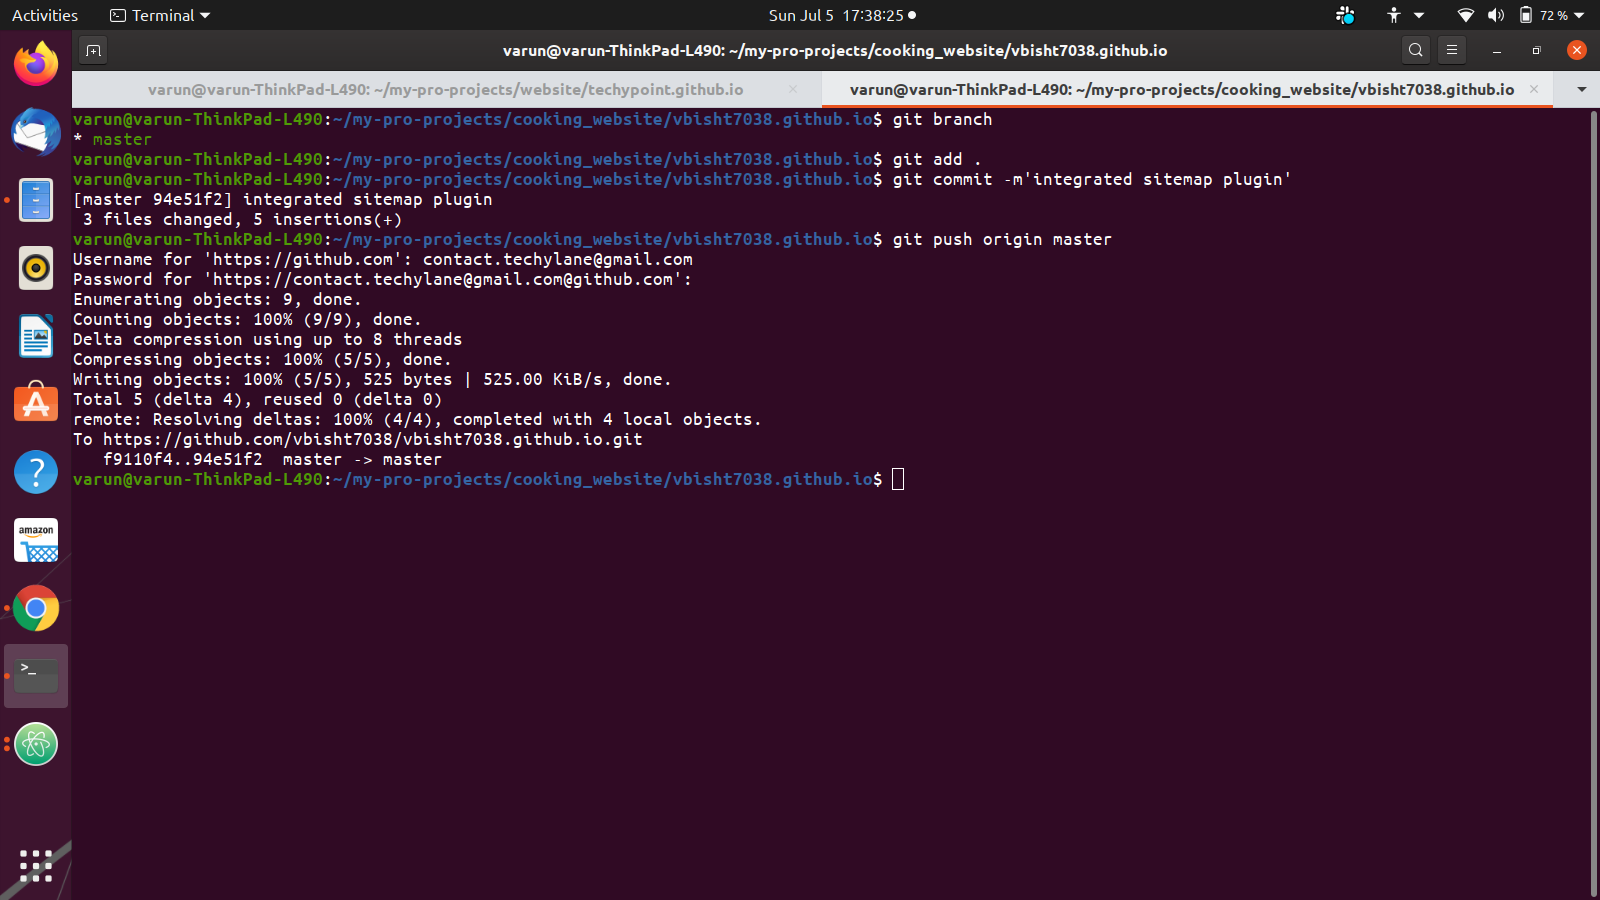 Activities Terminal Sun Jul 5 17:38:25 72 %
varun@varun-ThinkPad-L490: ~/my-pro-projects/cooking_website/vbisht7038.github.io
varun@varun-ThinkPad-L490: ~/my-pro-projects/website/techypoint.github.io varun@varun-ThinkPad-L490: ~/my-pro-projects/cooking_website/vbisht7038.github.io
varun@varun-ThinkPad-L490:~/my-pro-projects/cooking_website/vbisht7038.github.io$ git branch
* master
varun@varun-ThinkPad-L490:~/my-pro-projects/cooking_website/vbisht7038.github.io$ git add .
varun@varun-ThinkPad-L490:~/my-pro-projects/cooking_website/vbisht7038.github.io$ git commit -m'integrated sitemap plugin'
[master 94e51f2] integrated sitemap plugin
 3 files changed, 5 insertions(+)
varun@varun-ThinkPad-L490:~/my-pro-projects/cooking_website/vbisht7038.github.io$ git push origin master
Username for 'https://github.com': contact.techylane@gmail.com
Password for 'https://contact.techylane@gmail.com@github.com':
Enumerating objects: 9, done.
Counting objects: 100% (9/9), done.
Delta compression using up to 8 threads
Compressing objects: 100% (5/5), done.
Writing objects: 100% (5/5), 525 bytes | 525.00 KiB/s, done.
Total 5 (delta 4), reused 0 (delta 0)
remote: Resolving deltas: 100% (4/4), completed with 4 local objects.
To https://github.com/vbisht7038/vbisht7038.github.io.git
   f9110f4..94e51f2  master -> master
varun@varun-ThinkPad-L490:~/my-pro-projects/cooking_website/vbisht7038.github.io$
amazon
>_